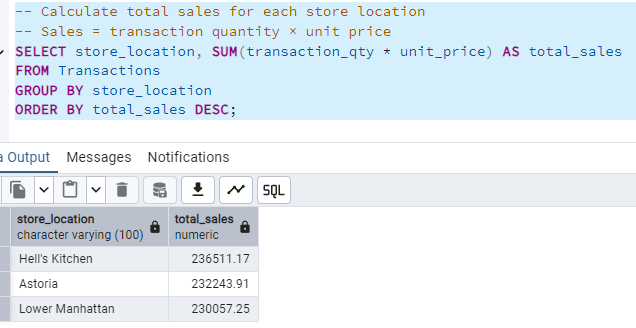 -- Calculate total sales for each store location
-- Sales = transaction quantity × unit price
SELECT store_location, SUM(transaction_qty * unit_price) AS total_sales
FROM Transactions
GROUP BY store_location
ORDER BY total_sales DESC;
a Output Messages Notifications
SQL
store_location total_sales
character varying (100) numeric
Hell's Kitchen 236511.17
Astoria 232243.91
Lower Manhattan 230057.25